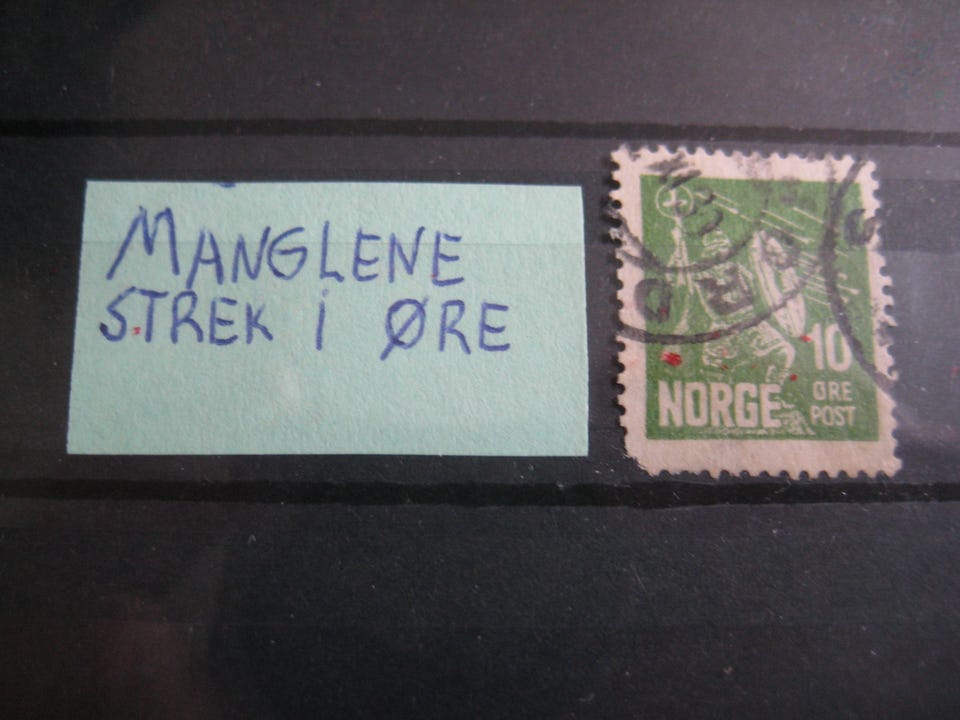 MANGLENE
STREK I ØRE
10
ØRE
NORGE
POST